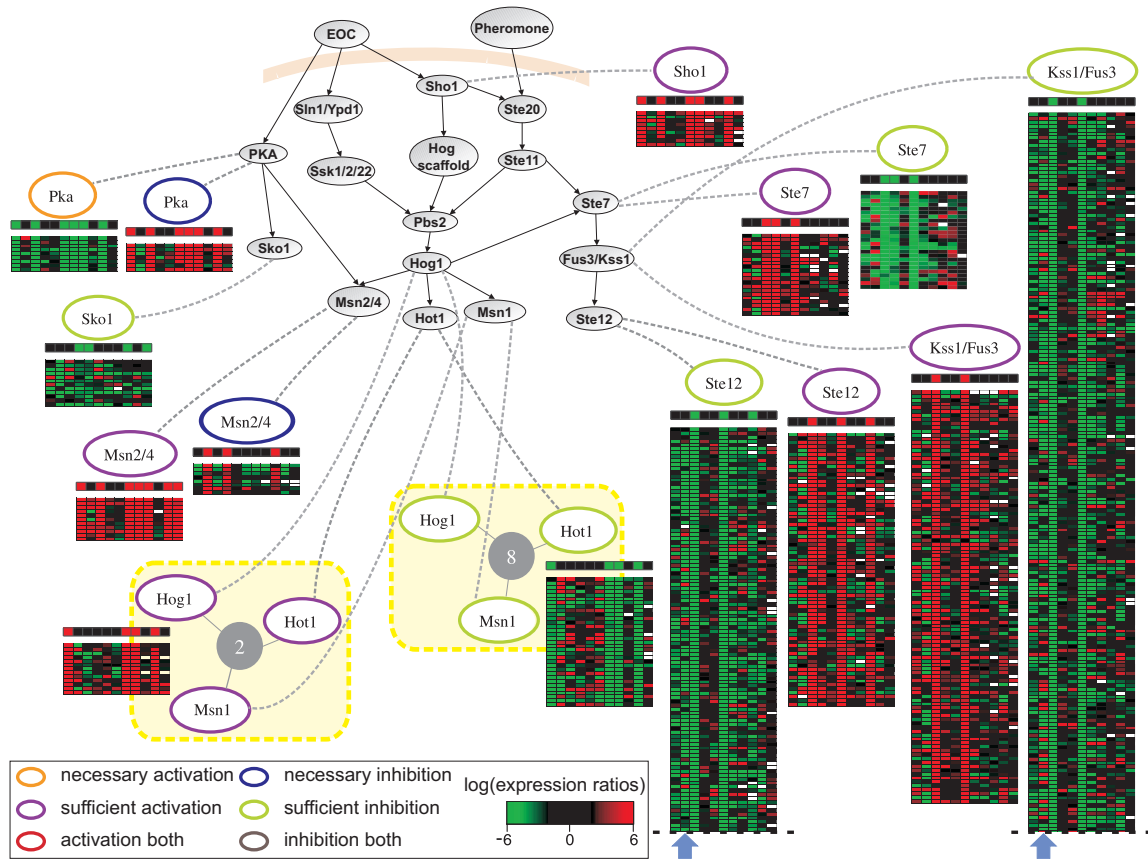 EOC
Pheromone
Sho1
Kss1/Fus3
Sho1
Sln1/Ypd1
Ste20
Ste7
PKA
Hog
scaffold
Ste11
Ssk1/2/22
Pka
Pka
Ste7
Ste7
Pbs2
Sko1
Hog1
Fus3/Kss1
Msn2/4
Sko1
Hot1
Msn1
Ste12
Kss1/Fus3
Ste12
Ste12
Msn2/4
Msn2/4
Hog1
Hot1
8
Msn1
Hog1
Hot1
2
Msn1
necessary activation
necessary inhibition
sufficient activation
sufficient inhibition
activation both
inhibition both
log(expression ratios)
-6 0 6